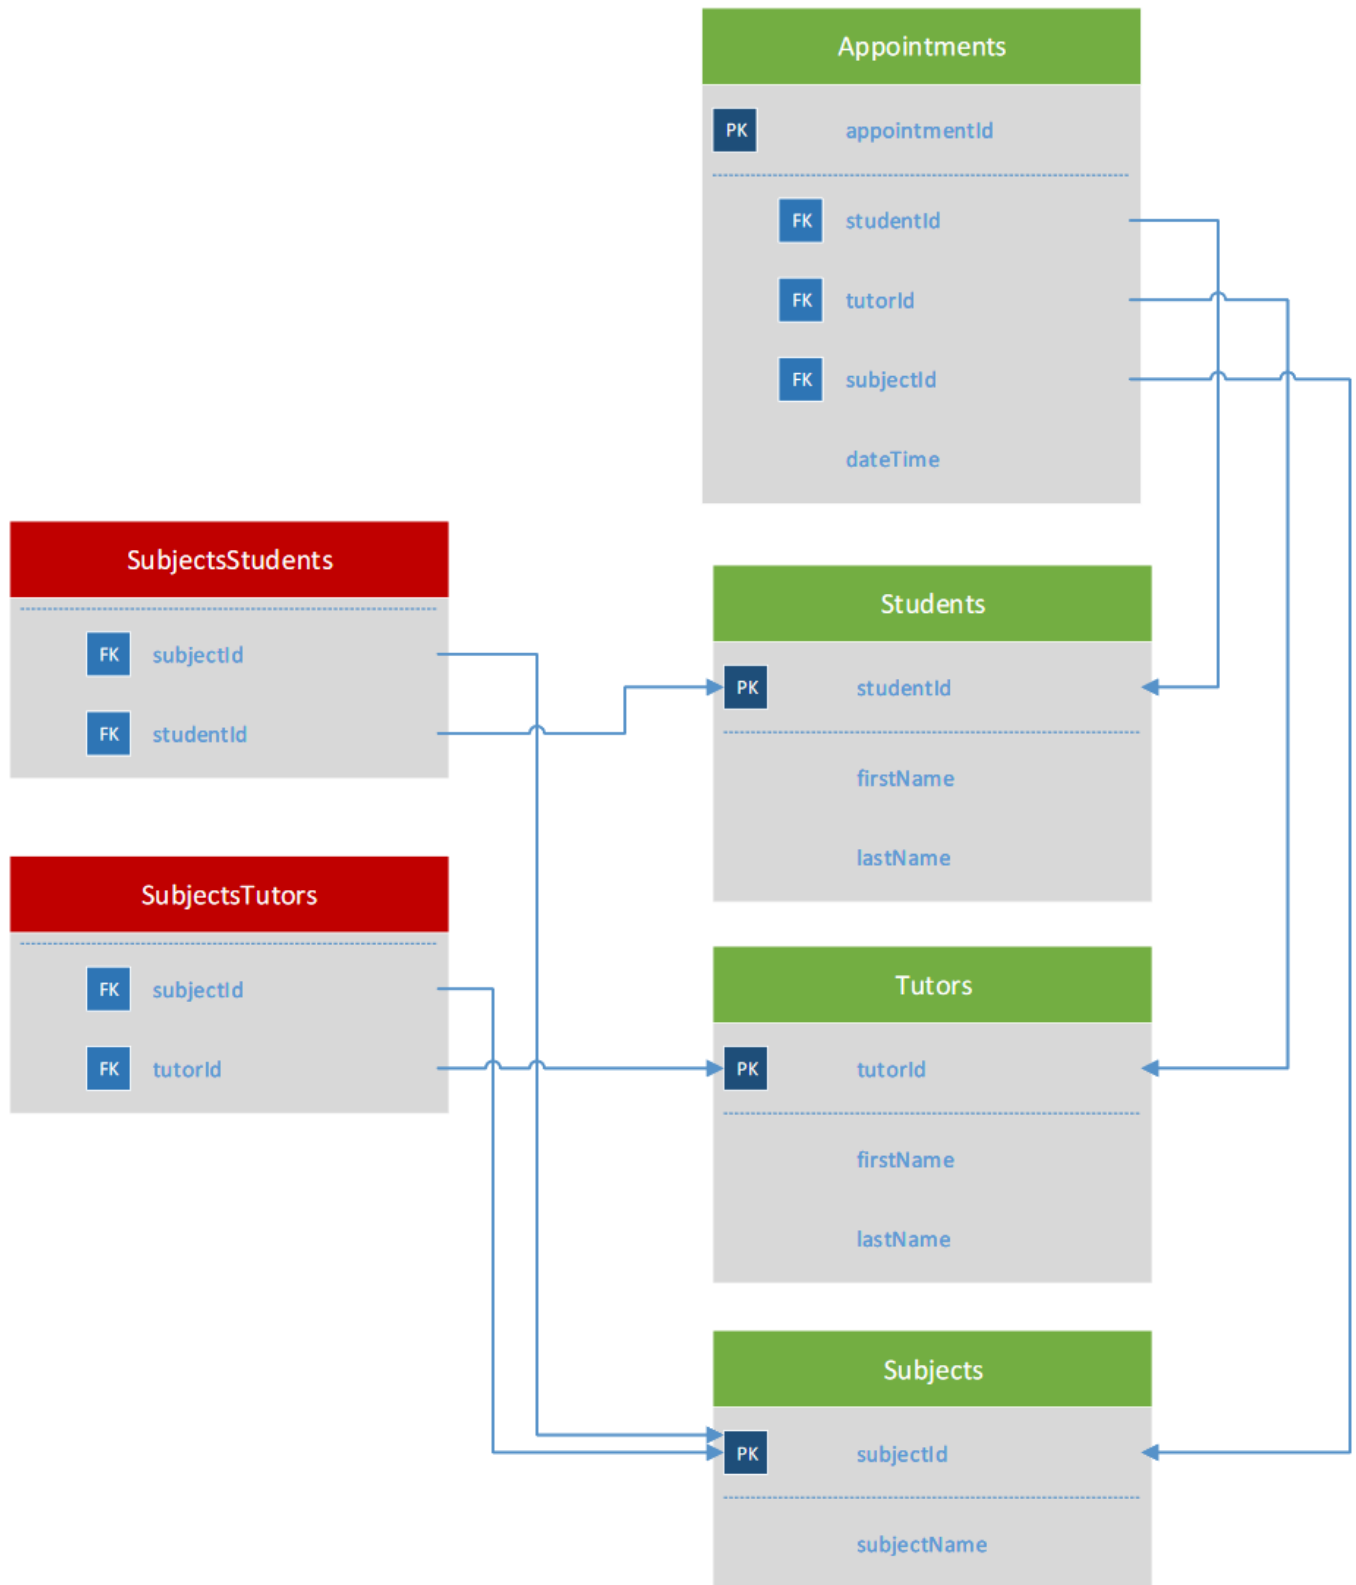 Appointments
PK appointmentId
FK studentId
FK tutorId
FK subjectId
dateTime
SubjectsStudents
FK subjectId
FK studentId
Students
PK studentId
firstName
lastName
SubjectsTutors
FK subjectId
FK tutorId
Tutors
PK tutorId
firstName
lastName
Subjects
PK subjectId
subjectName